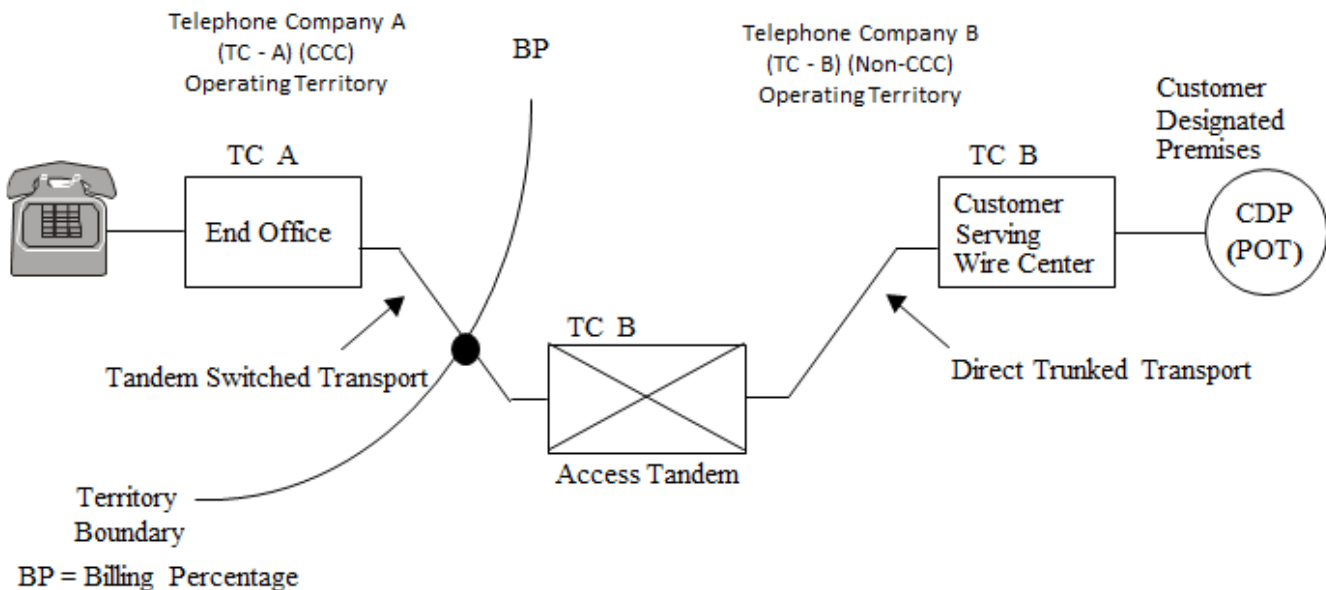 Telephone Company A
(TC - A) (CCC)
Operating Territory
BP
Telephone Company B
(TC - B) (Non-CCC)
Operating Territory
Customer
Designated
Premises
TC A
End Office
TC B
Customer
Serving
Wire Center
CDP
(POT)
TC B
Tandem Switched Transport
Direct Trunked Transport
Access Tandem
Territory
Boundary
BP = Billing Percentage